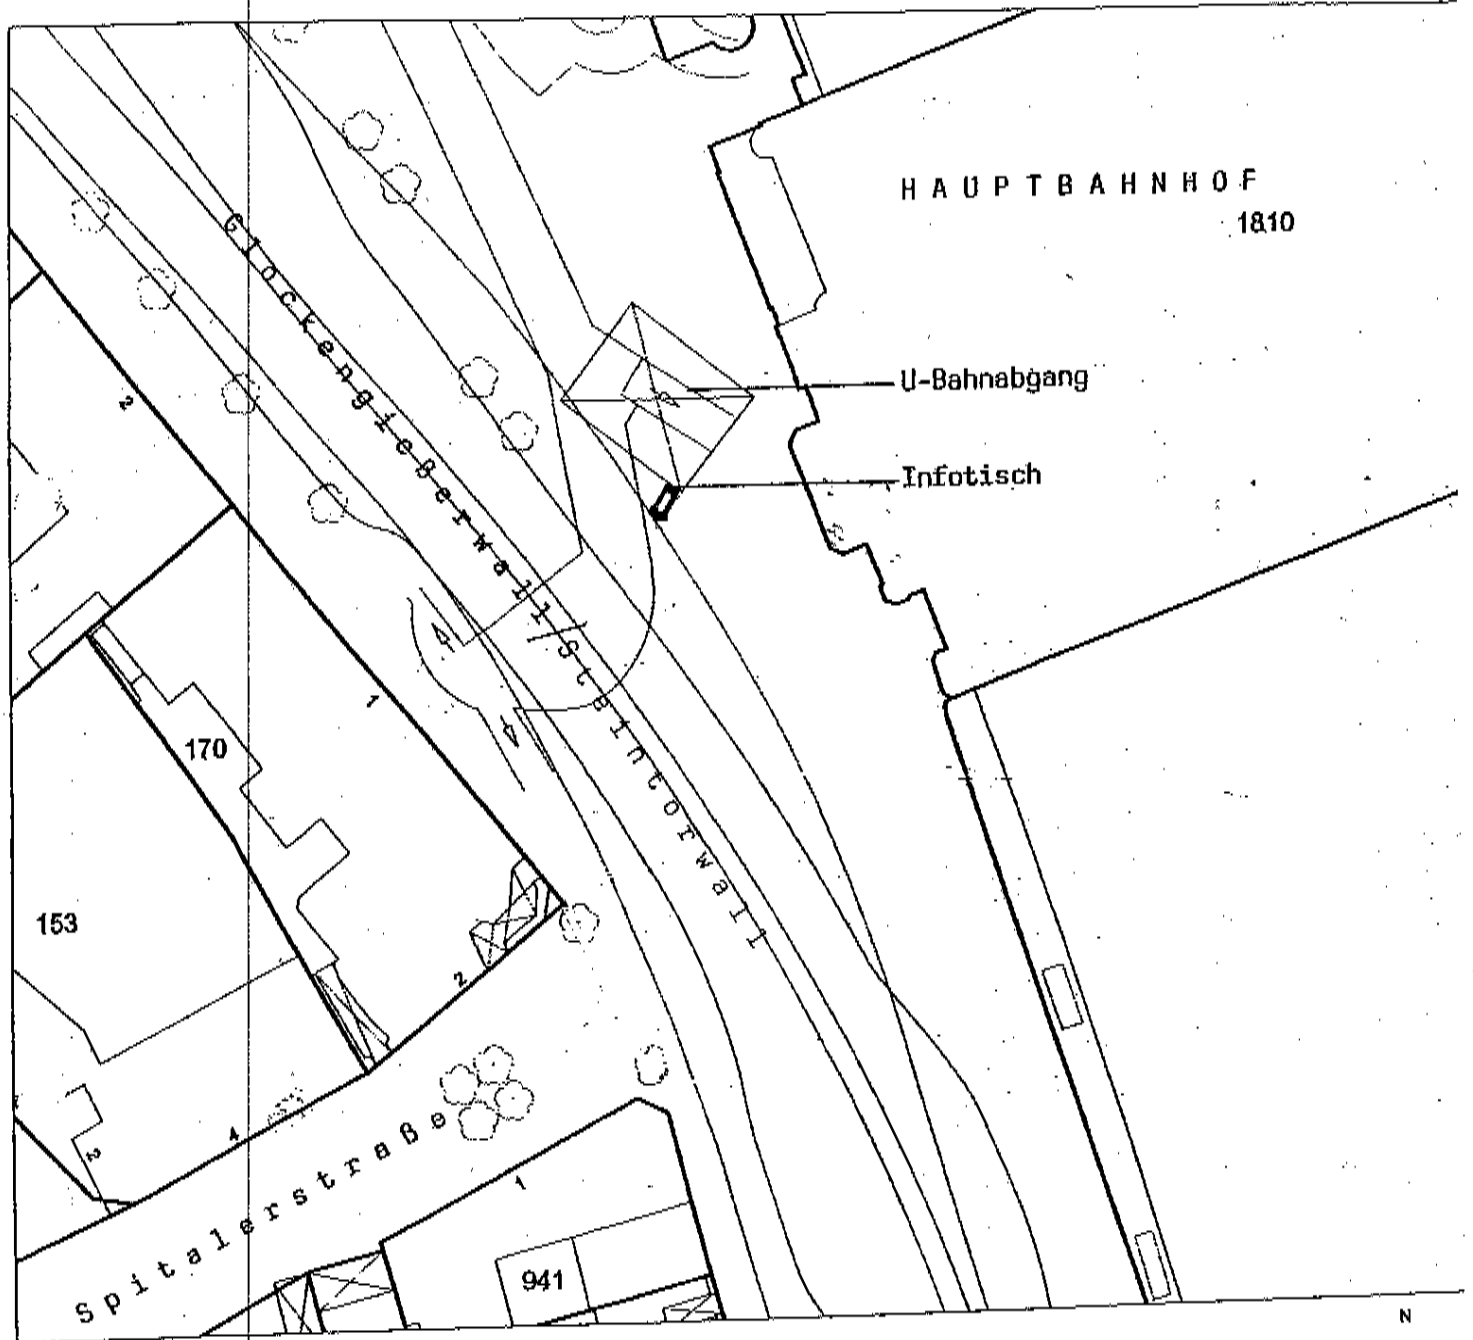 HAUPTBAHNHOF
1810
Glockengießerwall/Steintorwall
U-Bahnabgang
Infotisch
2
1
170
153
2
4
2
Spitalerstraße
1
941
N